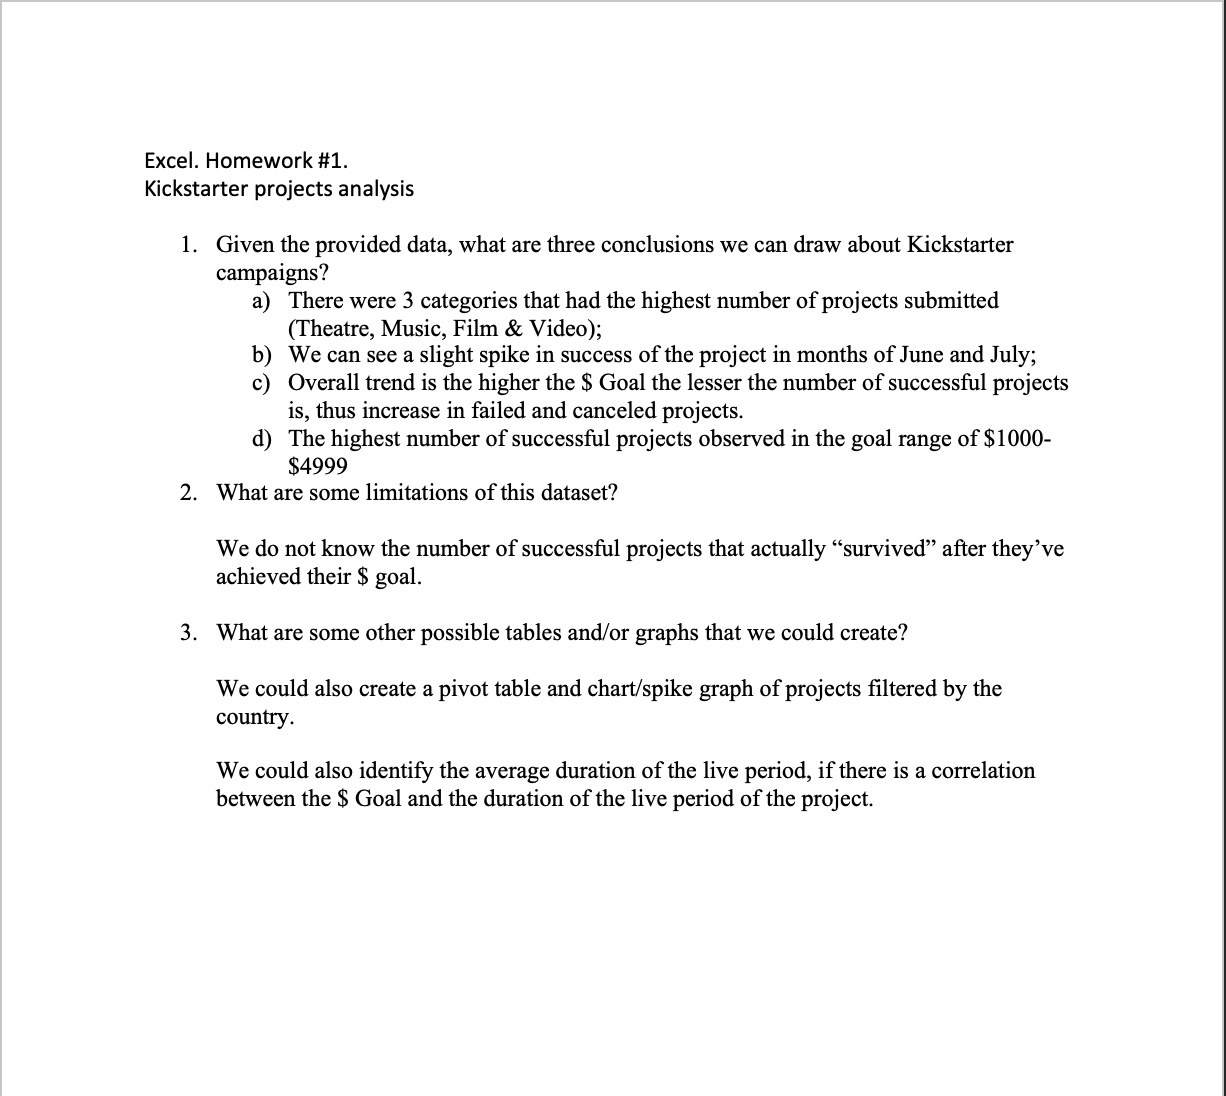 Excel. Homework #1.
Kickstarter projects analysis
1. Given the provided data, what are three conclusions we can draw about Kickstarter
campaigns?
a) There were 3 categories that had the highest number of projects submitted
(Theatre, Music, Film & Video);
b) We can see a slight spike in success of the project in months of June and July;
c) Overall trend is the higher the $ Goal the lesser the number of successful projects
is, thus increase in failed and canceled projects.
d) The highest number of successful projects observed in the goal range of $1000-
$4999
2. What are some limitations of this dataset?
We do not know the number of successful projects that actually “survived” after they’ve
achieved their $ goal.
3. What are some other possible tables and/or graphs that we could create?
We could also create a pivot table and chart/spike graph of projects filtered by the
country.
We could also identify the average duration of the live period, if there is a correlation
between the $ Goal and the duration of the live period of the project.